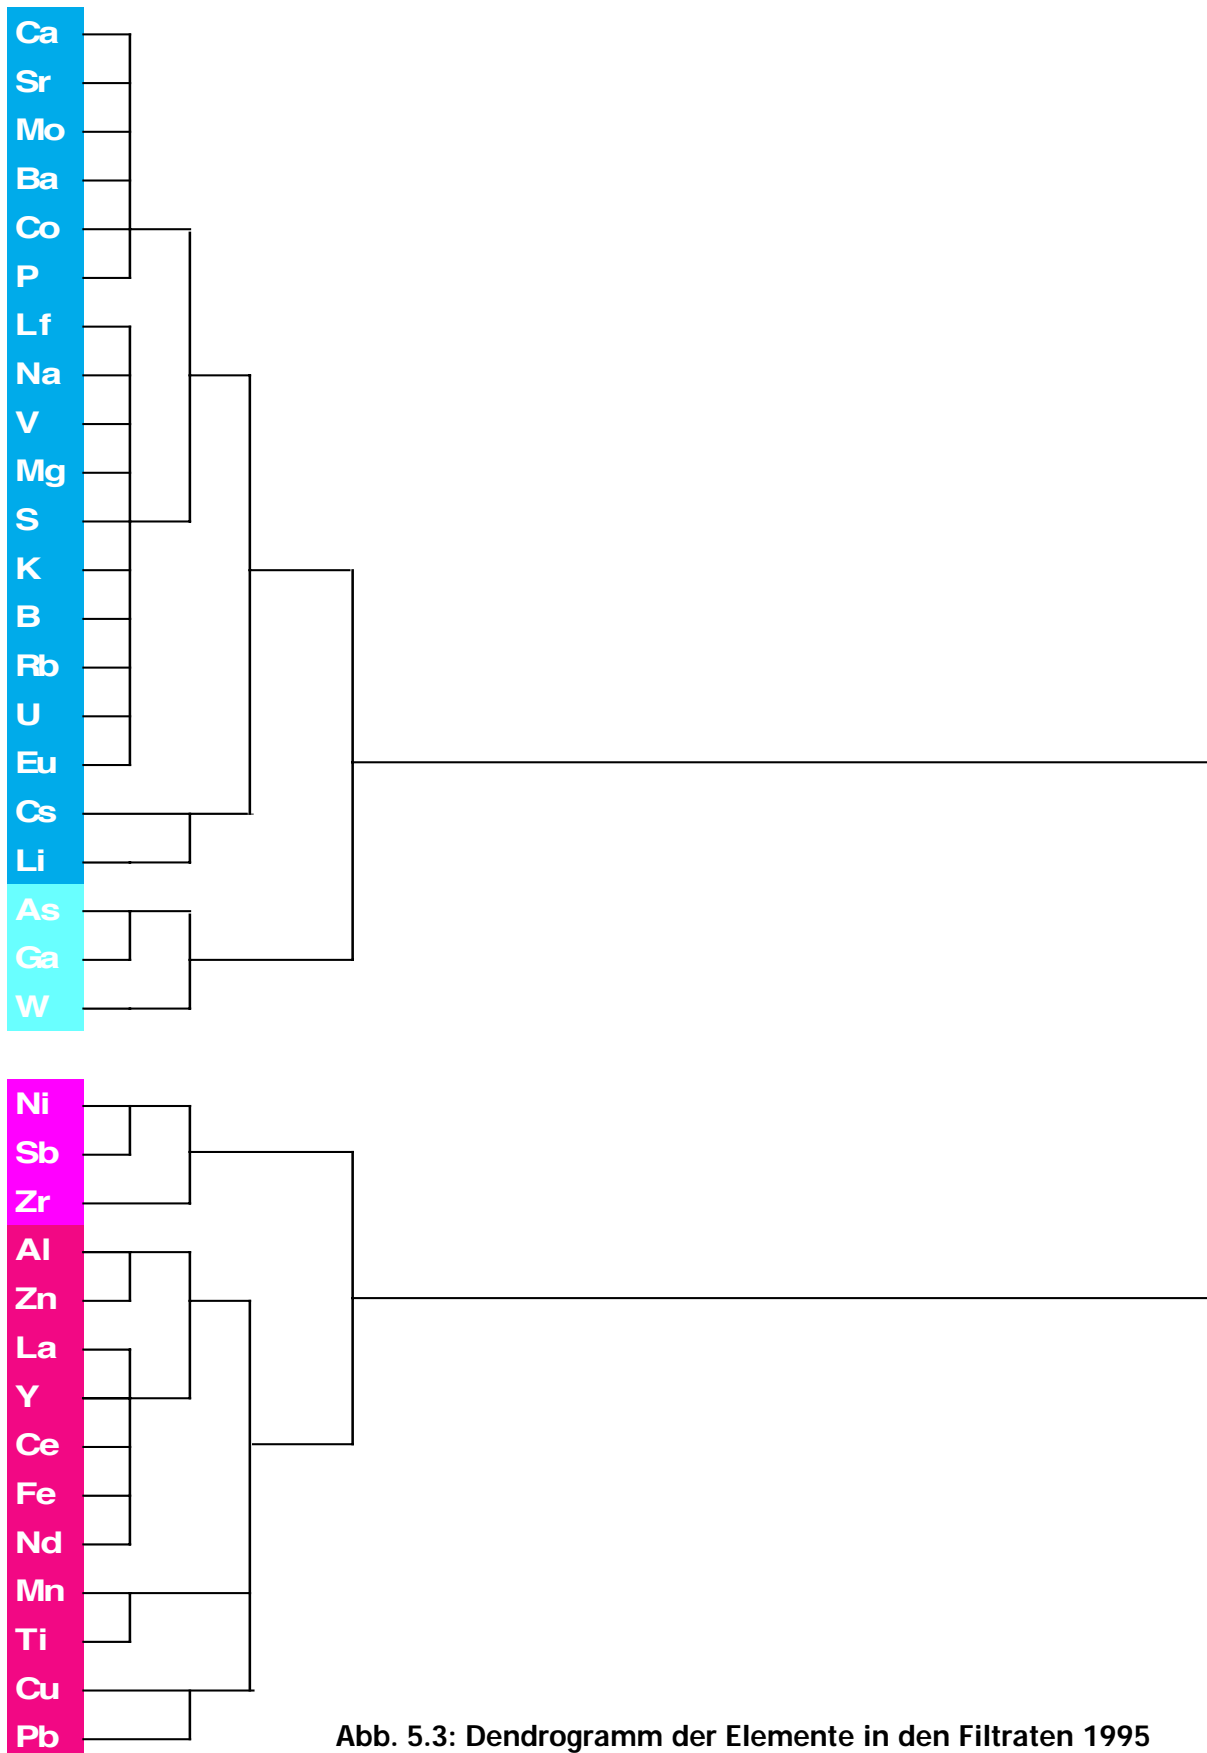 Ca
Sr
Mo
Ba
Co
P
Lf
Na
V
Mg
S
K
B
Rb
U
Eu
Cs
Li
As
Ga
W
Ni
Sb
Zr
Al
Zn
La
Y
Ce
Fe
Nd
Mn
Ti
Cu
Pb
Abb. 5.3: Dendrogramm der Elemente in den Filtraten 1995